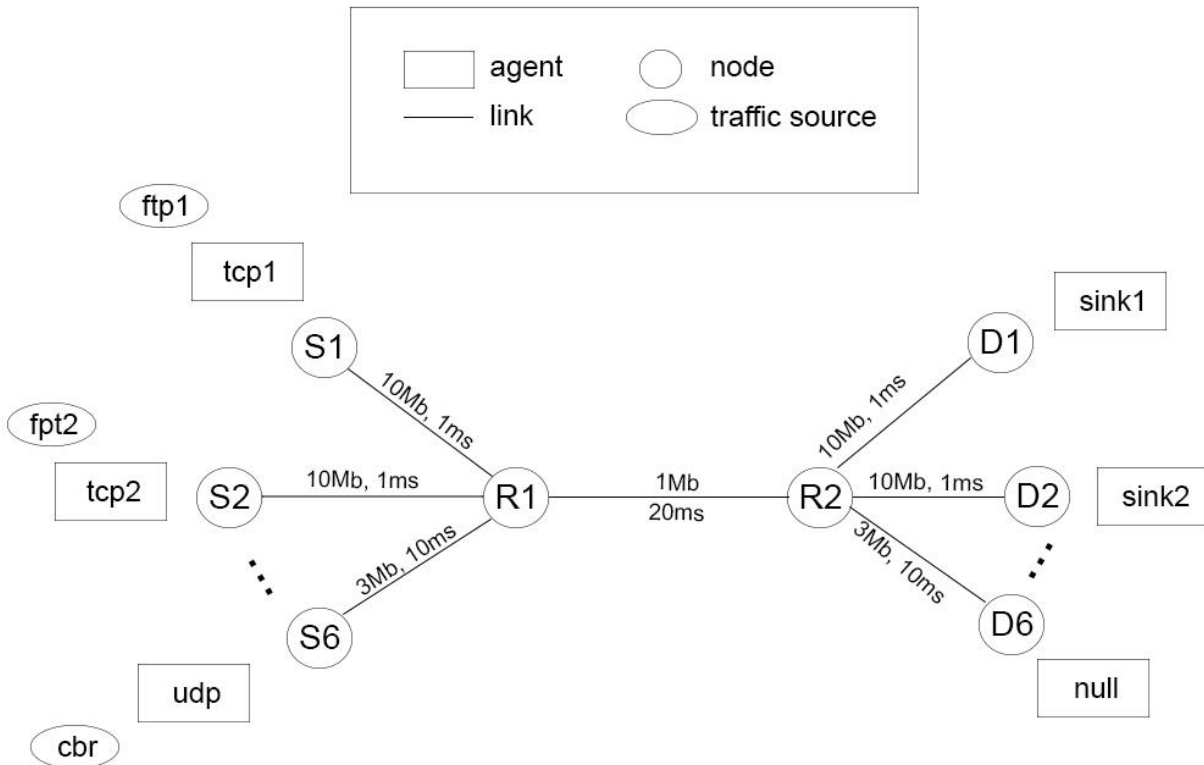 agent
node
link
traffic source
ftp1
tcp1
sink1
S1
D1
10Mb, 1ms
10Mb, 1ms
fpt2
tcp2
S2
10Mb, 1ms
R1
1Mb
20ms
R2
10Mb, 1ms
D2
sink2
3Mb, 10ms
3Mb, 10ms
S6
D6
udp
null
cbr